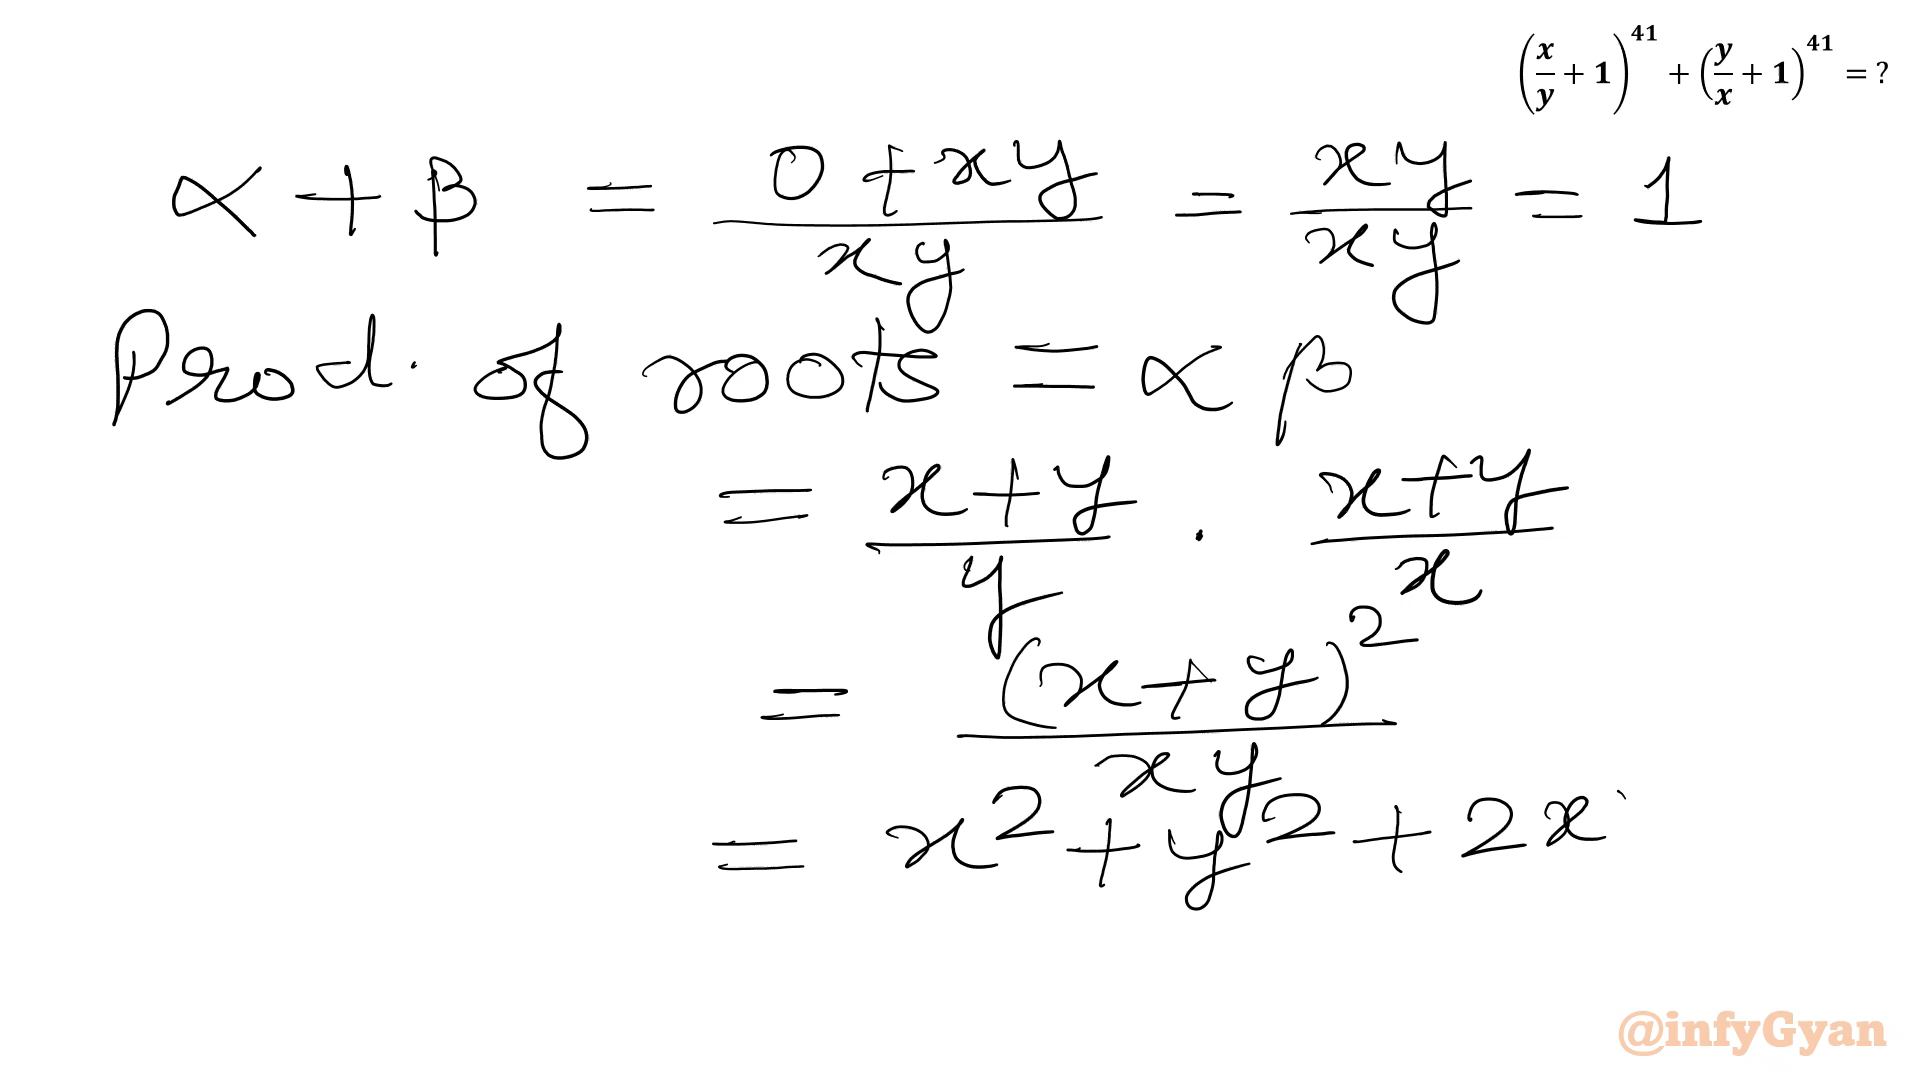 (x/y + 1)^41 + (y/x + 1)^41 = ?
α + β = (0 + xy)/(xy) = (xy)/(xy) = 1
Prod. of roots = α β
= (x+y)/y . (x+y)/x
= (x+y)^2/(xy)
= x^2 + y^2 + 2x
@infyGyan